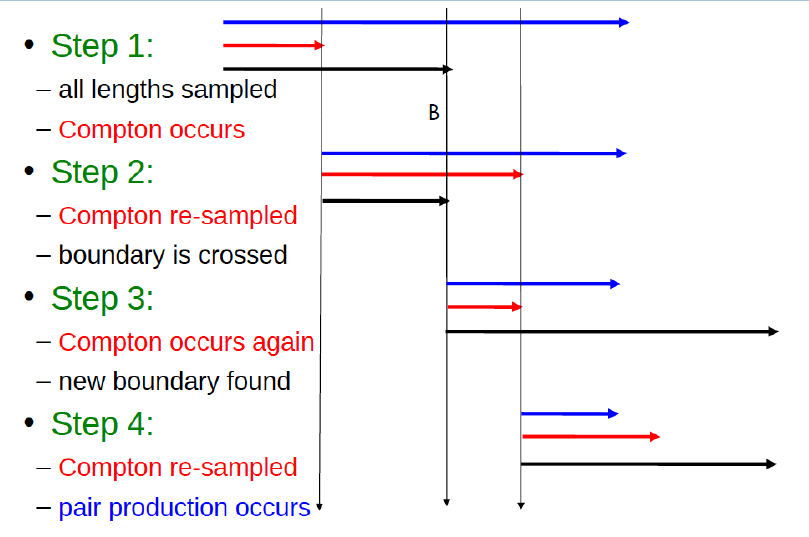 • Step 1:
– all lengths sampled
– Compton occurs
B
• Step 2:
– Compton re-sampled
– boundary is crossed
• Step 3:
– Compton occurs again
– new boundary found
• Step 4:
– Compton re-sampled
– pair production occurs